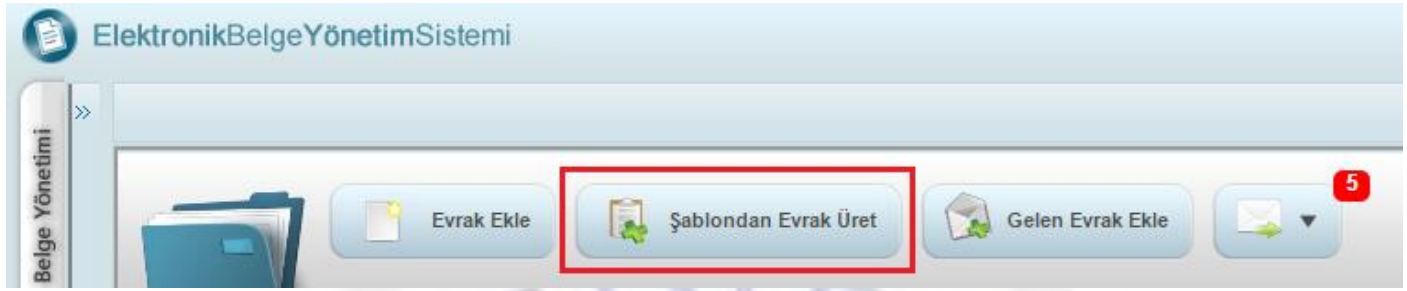 ElektronikBelgeYönetimSistemi
Belge Yönetimi
Evrak Ekle
Şablondan Evrak Üret
Gelen Evrak Ekle
5